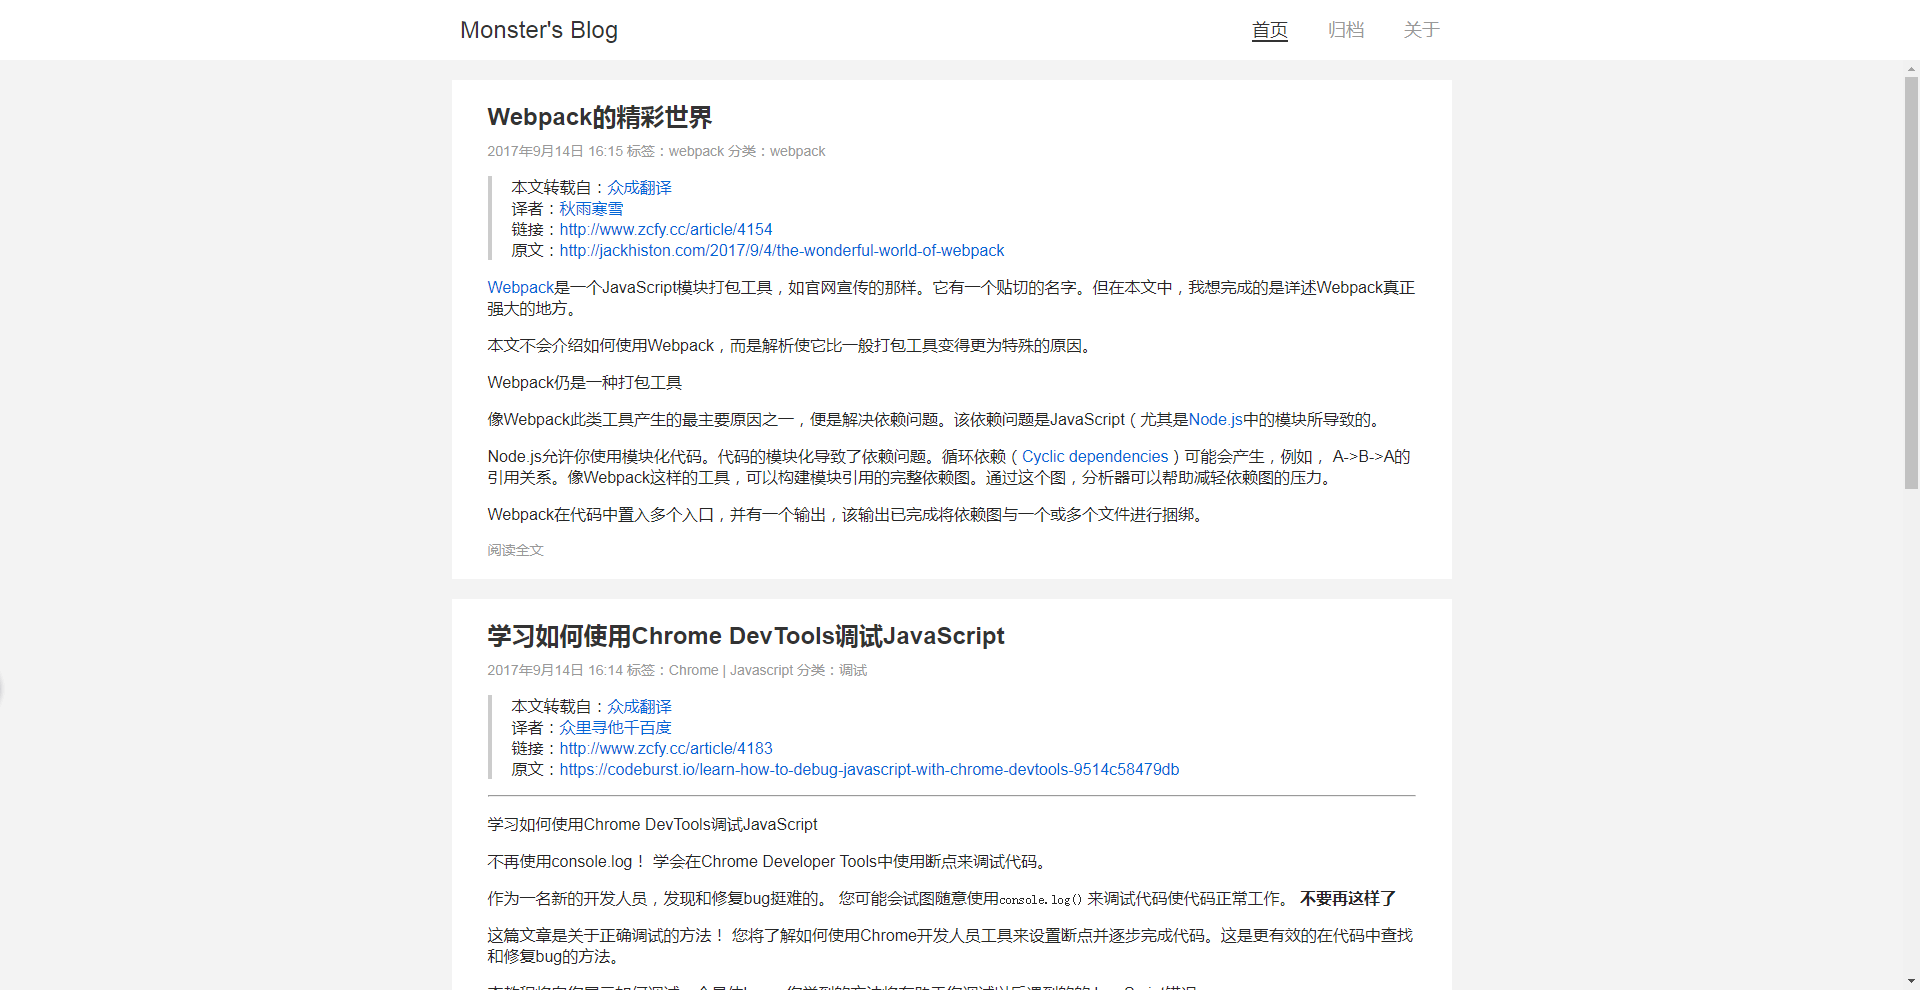 Monster's Blog
首页 归档 关于
Webpack的精彩世界
2017年9月14日 16:15 标签：webpack 分类：webpack
本文转载自：众成翻译
译者：秋雨寒雪
链接：http://www.zcfy.cc/article/4154
原文：http://jackhiston.com/2017/9/4/the-wonderful-world-of-webpack
Webpack是一个JavaScript模块打包工具，如官网宣传的那样。它有一个贴切的名字。但在本文中，我想完成的是详述Webpack真正
强大的地方。
本文不会介绍如何使用Webpack，而是解析使它比一般打包工具变得更为特殊的原因。
Webpack仍是一种打包工具
像Webpack此类工具产生的最主要原因之一，便是解决依赖问题。该依赖问题是JavaScript（尤其是Node.js中的模块所导致的。
Node.js允许你使用模块化代码。代码的模块化导致了依赖问题。循环依赖（Cyclic dependencies）可能会产生，例如， A->B->A的
引用关系。像Webpack这样的工具，可以构建模块引用的完整依赖图。通过这个图，分析器可以帮助减轻依赖图的压力。
Webpack在代码中置入多个入口，并有一个输出，该输出已完成将依赖图与一个或多个文件进行捆绑。
阅读全文
学习如何使用Chrome DevTools调试JavaScript
2017年9月14日 16:14 标签：Chrome | Javascript 分类：调试
本文转载自：众成翻译
译者：众里寻他千百度
链接：http://www.zcfy.cc/article/4183
原文：https://codeburst.io/learn-how-to-debug-javascript-with-chrome-devtools-9514c58479db
学习如何使用Chrome DevTools调试JavaScript
不再使用console.log！ 学会在Chrome Developer Tools中使用断点来调试代码。
作为一名新的开发人员，发现和修复bug挺难的。 您可能会试图随意使用console.log() 来调试代码使代码正常工作。 不要再这样了
这篇文章是关于正确调试的方法！ 您将了解如何使用Chrome开发人员工具来设置断点并逐步完成代码。这是更有效的在代码中查找
和修复bug的方法。